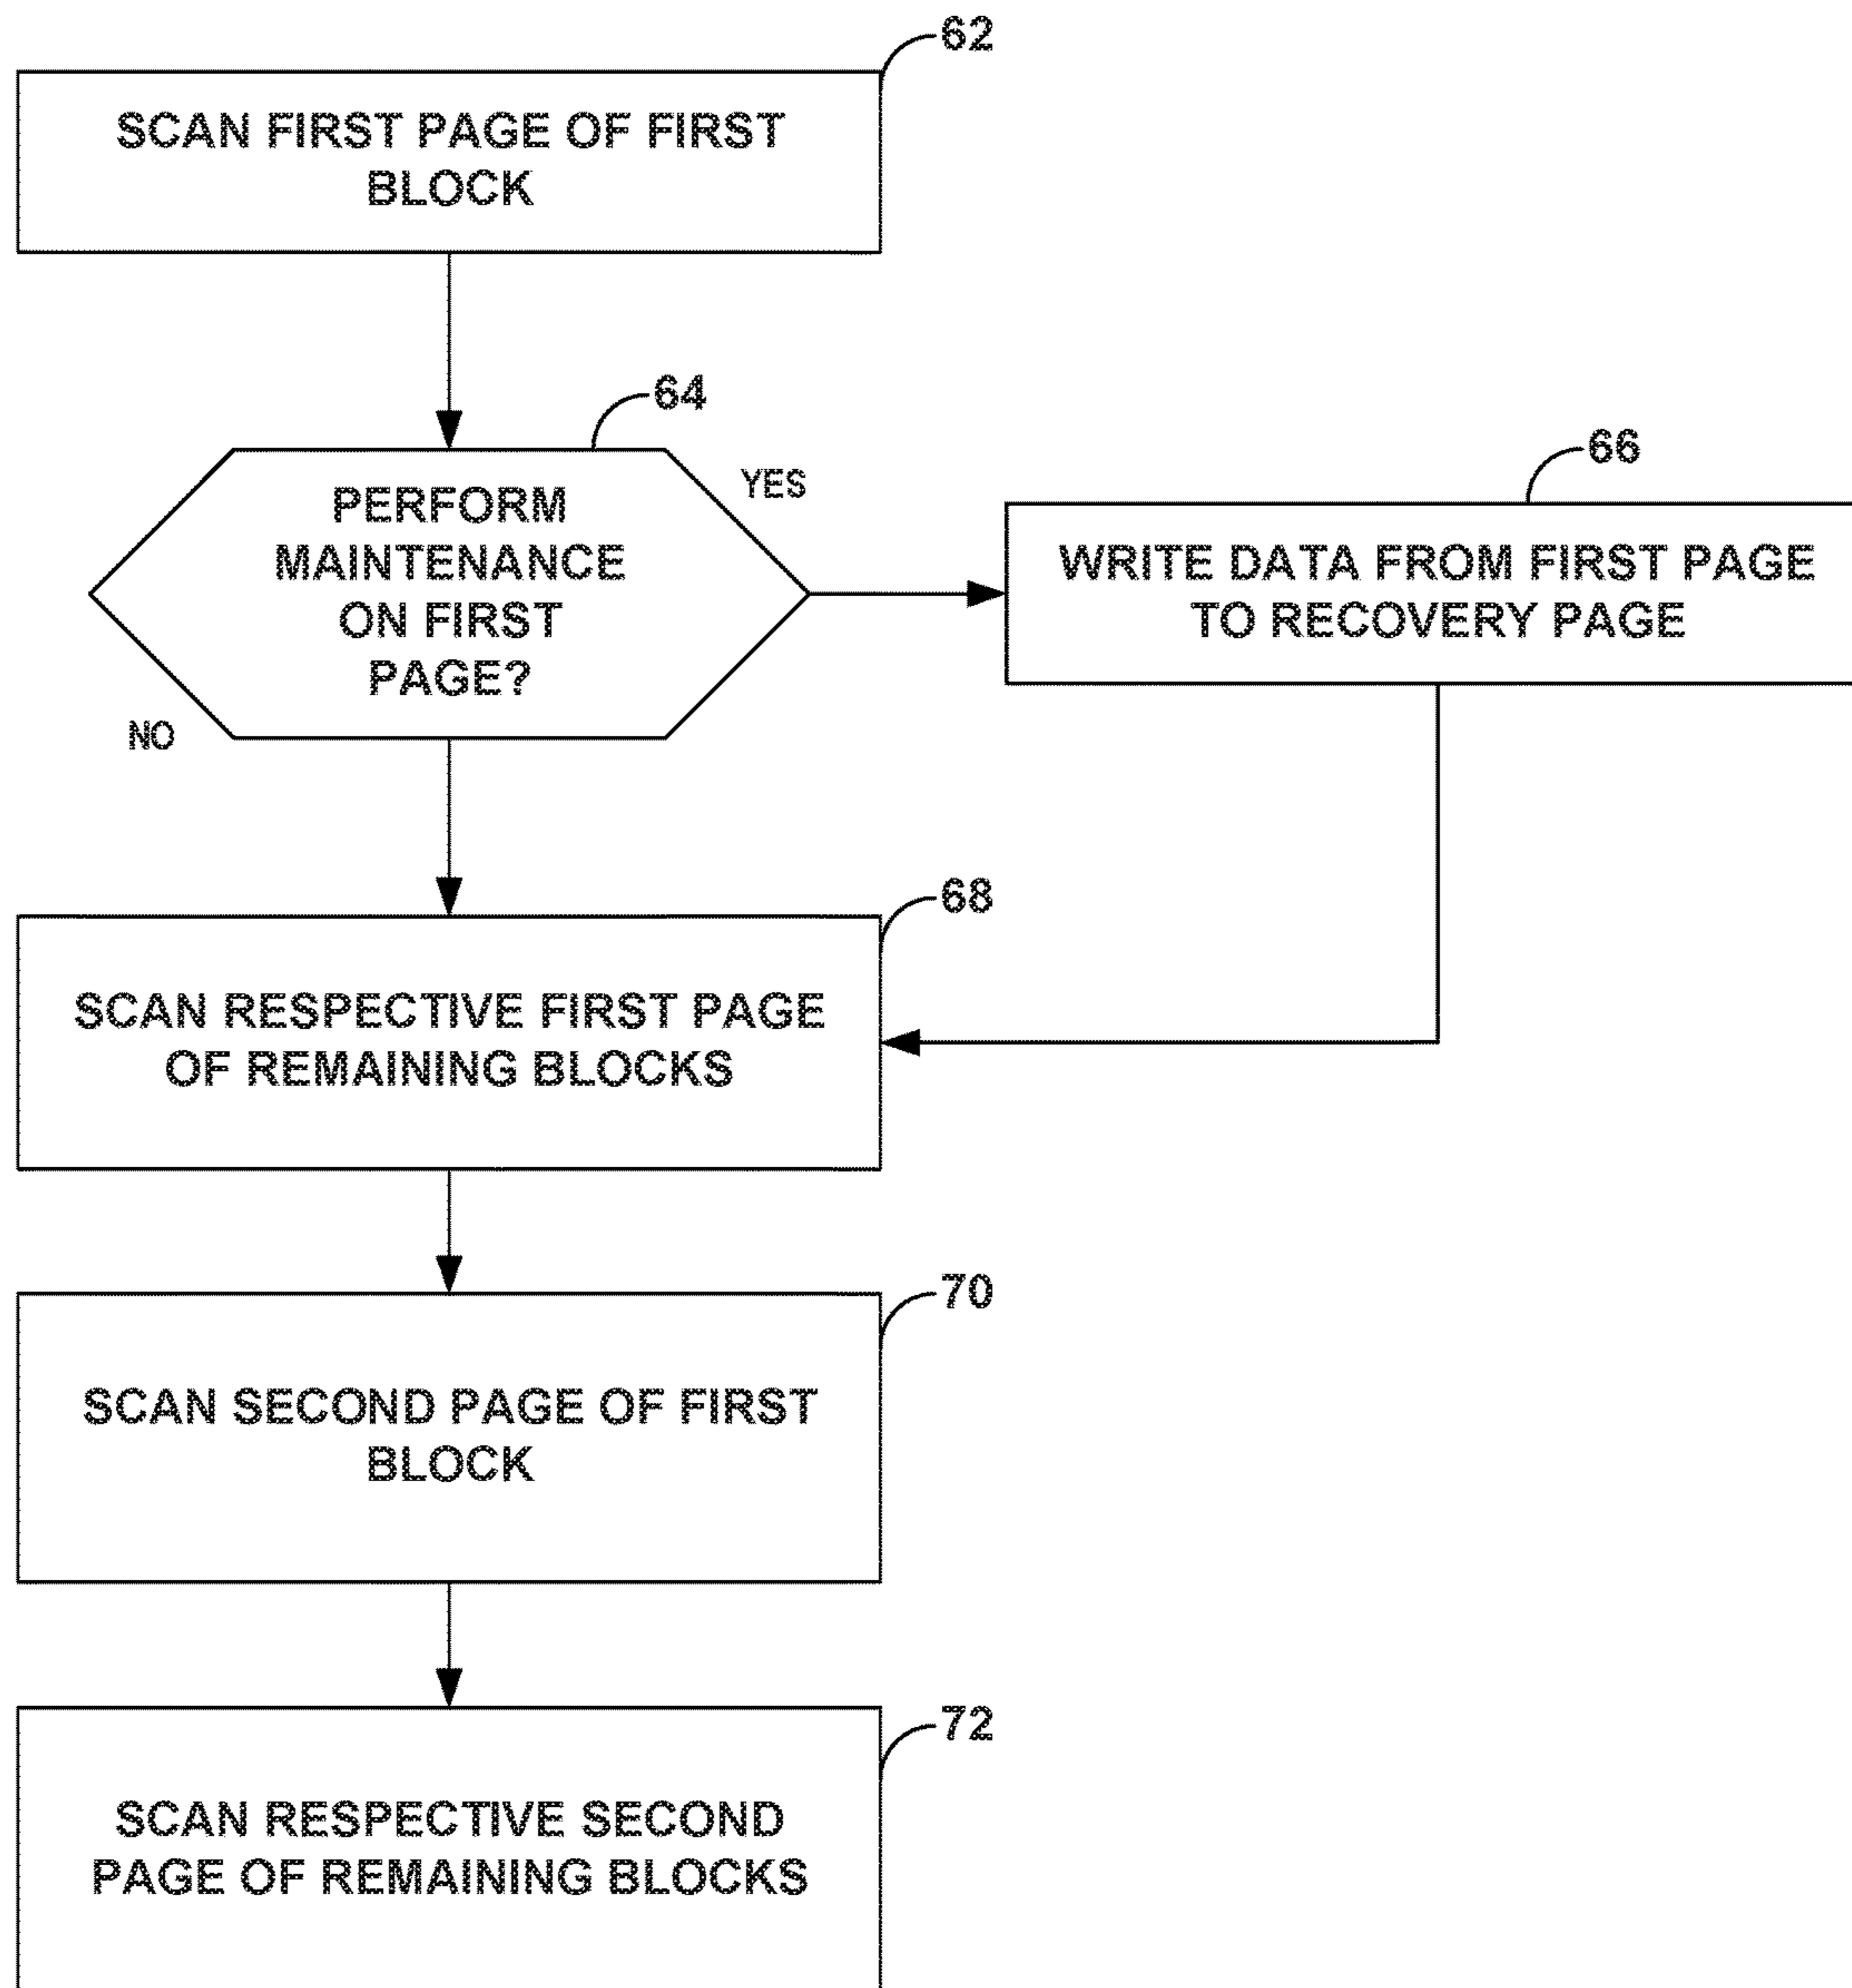 62
SCAN FIRST PAGE OF FIRST
BLOCK
64
PERFORM
MAINTENANCE
ON FIRST
PAGE?
YES
NO
66
WRITE DATA FROM FIRST PAGE
TO RECOVERY PAGE
68
SCAN RESPECTIVE FIRST PAGE
OF REMAINING BLOCKS
70
SCAN SECOND PAGE OF FIRST
BLOCK
72
SCAN RESPECTIVE SECOND
PAGE OF REMAINING BLOCKS